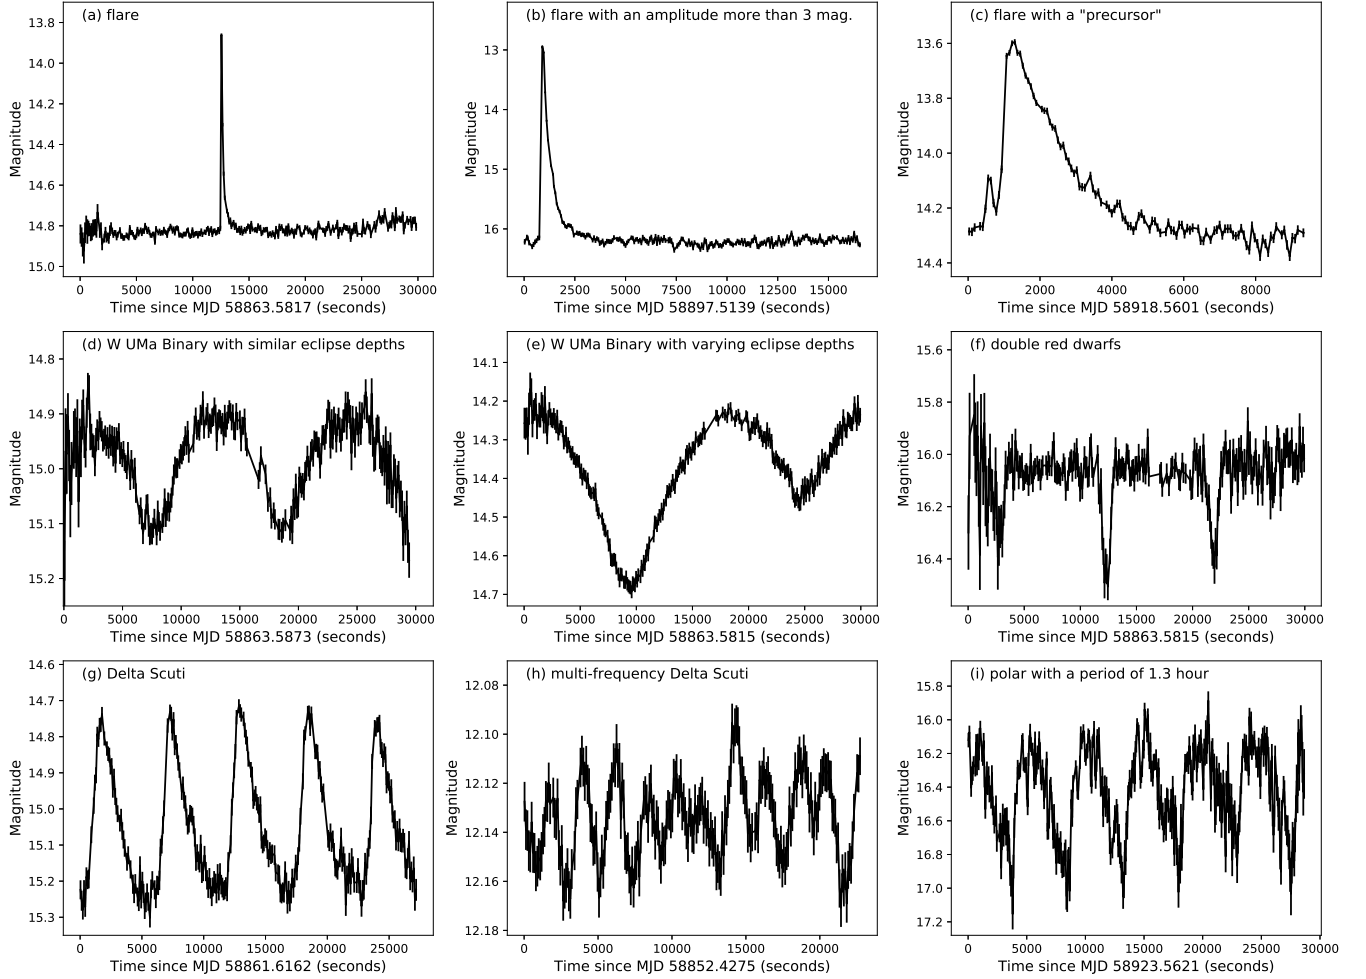 (a) flare
13.8
14.0
14.2
14.4
14.6
14.8
15.0
Magnitude
0 5000 10000 15000 20000 25000 30000
Time since MJD 58863.5817 (seconds)
(b) flare with an amplitude more than 3 mag.
13
14
15
16
Magnitude
0 2500 5000 7500 10000 12500 15000
Time since MJD 58897.5139 (seconds)
(c) flare with a "precursor"
13.6
13.8
14.0
14.2
14.4
Magnitude
0 2000 4000 6000 8000
Time since MJD 58918.5601 (seconds)
(d) W UMa Binary with similar eclipse depths
14.8
14.9
15.0
15.1
15.2
Magnitude
0 5000 10000 15000 20000 25000 30000
Time since MJD 58863.5873 (seconds)
(e) W UMa Binary with varying eclipse depths
14.1
14.2
14.3
14.4
14.5
14.6
14.7
Magnitude
0 5000 10000 15000 20000 25000 30000
Time since MJD 58863.5815 (seconds)
(f) double red dwarfs
15.6
15.8
16.0
16.2
16.4
Magnitude
0 5000 10000 15000 20000 25000 30000
Time since MJD 58863.5815 (seconds)
(g) Delta Scuti
14.6
14.7
14.8
14.9
15.0
15.1
15.2
15.3
Magnitude
0 5000 10000 15000 20000 25000
Time since MJD 58861.6162 (seconds)
(h) multi-frequency Delta Scuti
12.08
12.10
12.12
12.14
12.16
12.18
Magnitude
0 5000 10000 15000 20000
Time since MJD 58852.4275 (seconds)
(i) polar with a period of 1.3 hour
15.8
16.0
16.2
16.4
16.6
16.8
17.0
17.2
Magnitude
0 5000 10000 15000 20000 25000 30000
Time since MJD 58923.5621 (seconds)